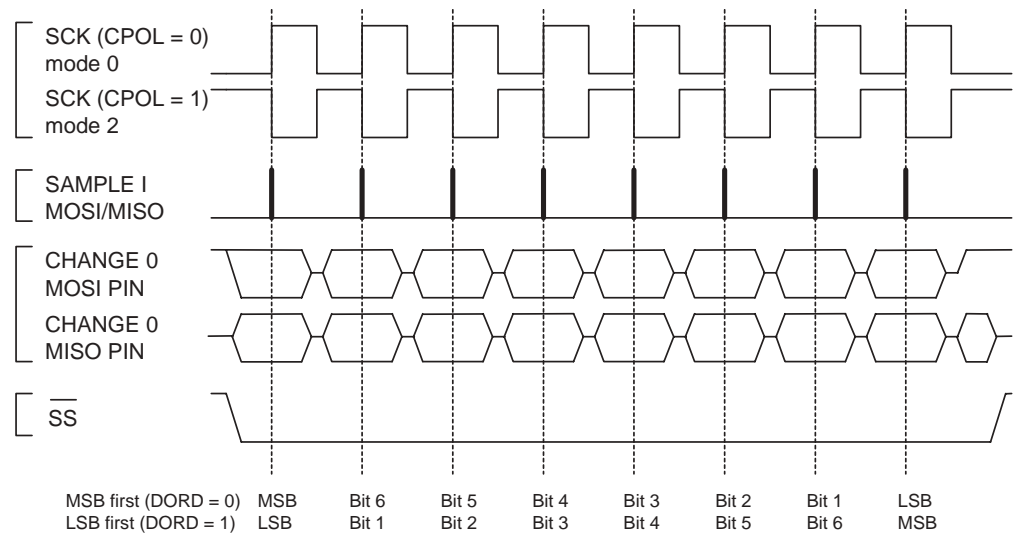 SCK (CPOL = 0)
mode 0
SCK (CPOL = 1)
mode 2
SAMPLE I
MOSI/MISO
CHANGE 0
MOSI PIN
CHANGE 0
MISO PIN
SS
MSB first (DORD = 0) MSB Bit 6 Bit 5 Bit 4 Bit 3 Bit 2 Bit 1 LSB
LSB first (DORD = 1) LSB Bit 1 Bit 2 Bit 3 Bit 4 Bit 5 Bit 6 MSB